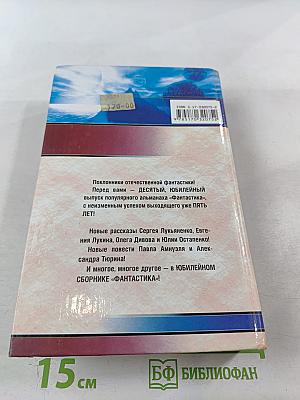 Поклонники отечественной фантастики!
Перед вами — ДЕСЯТЫЙ, ЮБИЛЕЙНЫЙ
выпуск популярного альманаха «Фантастика»,
с неизменным успехом выходящего уже ПЯТЬ
ЛЕТ!
Новые рассказы Сергея Лукьяненко, Евге-
ния Лукина, Олега Дивова и Юлии Остапенко!
Новые повести Павла Амнуэля и Алек-
сандра Тюрина!
И многое, многое другое — в ЮБИЛЕЙНОМ
СБОРНИКЕ «ФАНТАСТИКА»!
15 см
БФ БИБЛИОФАН